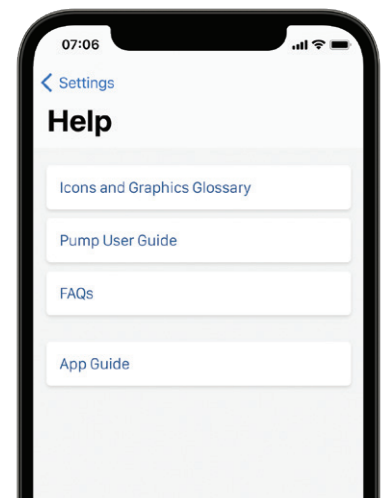 07:06
Settings
Help
Icons and Graphics Glossary
Pump User Guide
FAQs
App Guide